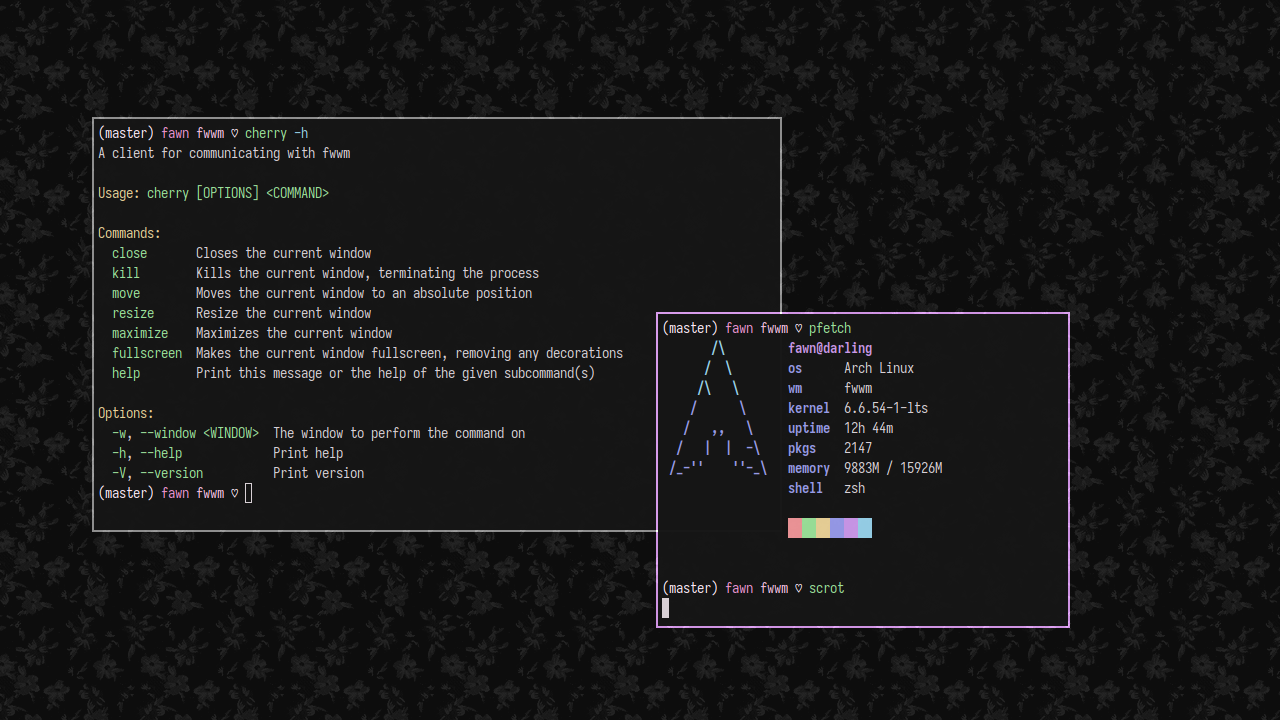 (master) fawn fwwm ♡ cherry -h
A client for communicating with fwwm

Usage: cherry [OPTIONS] <COMMAND>

Commands:
  close       Closes the current window
  kill        Kills the current window, terminating the process
  move        Moves the current window to an absolute position
  resize      Resize the current window
  maximize    Maximizes the current window
  fullscreen  Makes the current window fullscreen, removing any decorations
  help        Print this message or the help of the given subcommand(s)

Options:
  -w, --window <WINDOW>  The window to perform the command on
  -h, --help             Print help
  -V, --version          Print version
(master) fawn fwwm ♡
(master) fawn fwwm ♡ pfetch
fawn@darling
os      Arch Linux
wm      fwwm
kernel  6.6.54-1-lts
uptime  12h 44m
pkgs    2147
memory  9883M / 15926M
shell   zsh
(master) fawn fwwm ♡ scrot